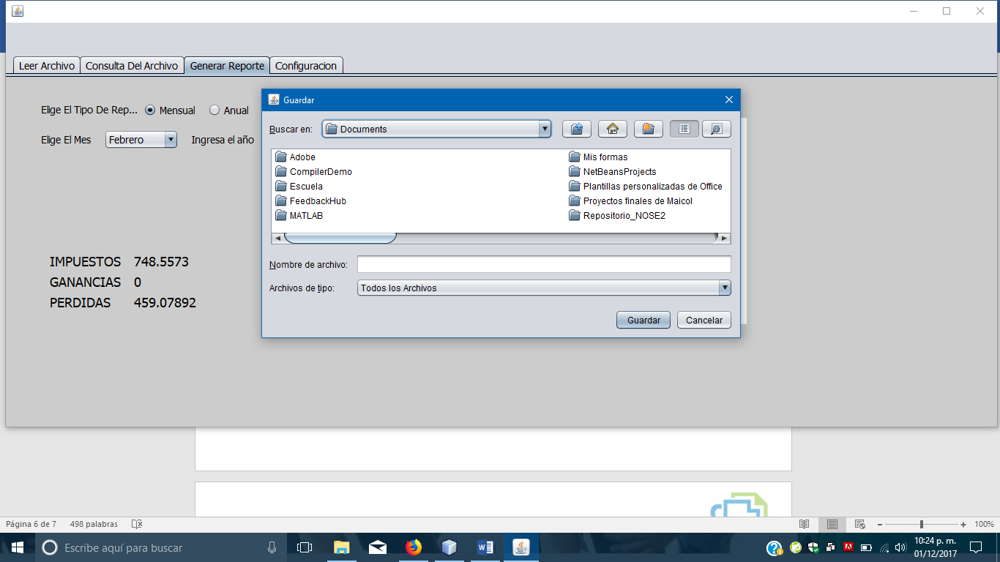 Leer Archivo Consulta Del Archivo Generar Reporte Configuracion
Elige El Tipo De Rep... Mensual Anual
Elige El Mes Febrero Ingresa el año
IMPUESTOS 748.5573
GANANCIAS 0
PERDIDAS 459.07892
Guardar
Buscar en: Documents
Adobe Mis formas
CompilerDemo NetBeansProjects
Escuela Plantillas personalizadas de Office
FeedbackHub Proyectos finales de Maicol
MATLAB Repositorio_NOSE2
Nombre de archivo:
Archivos de tipo: Todos los Archivos
Guardar Cancelar
Página 6 de 7 498 palabras 100%
Escribe aquí para buscar
10:24 p. m.
01/12/2017